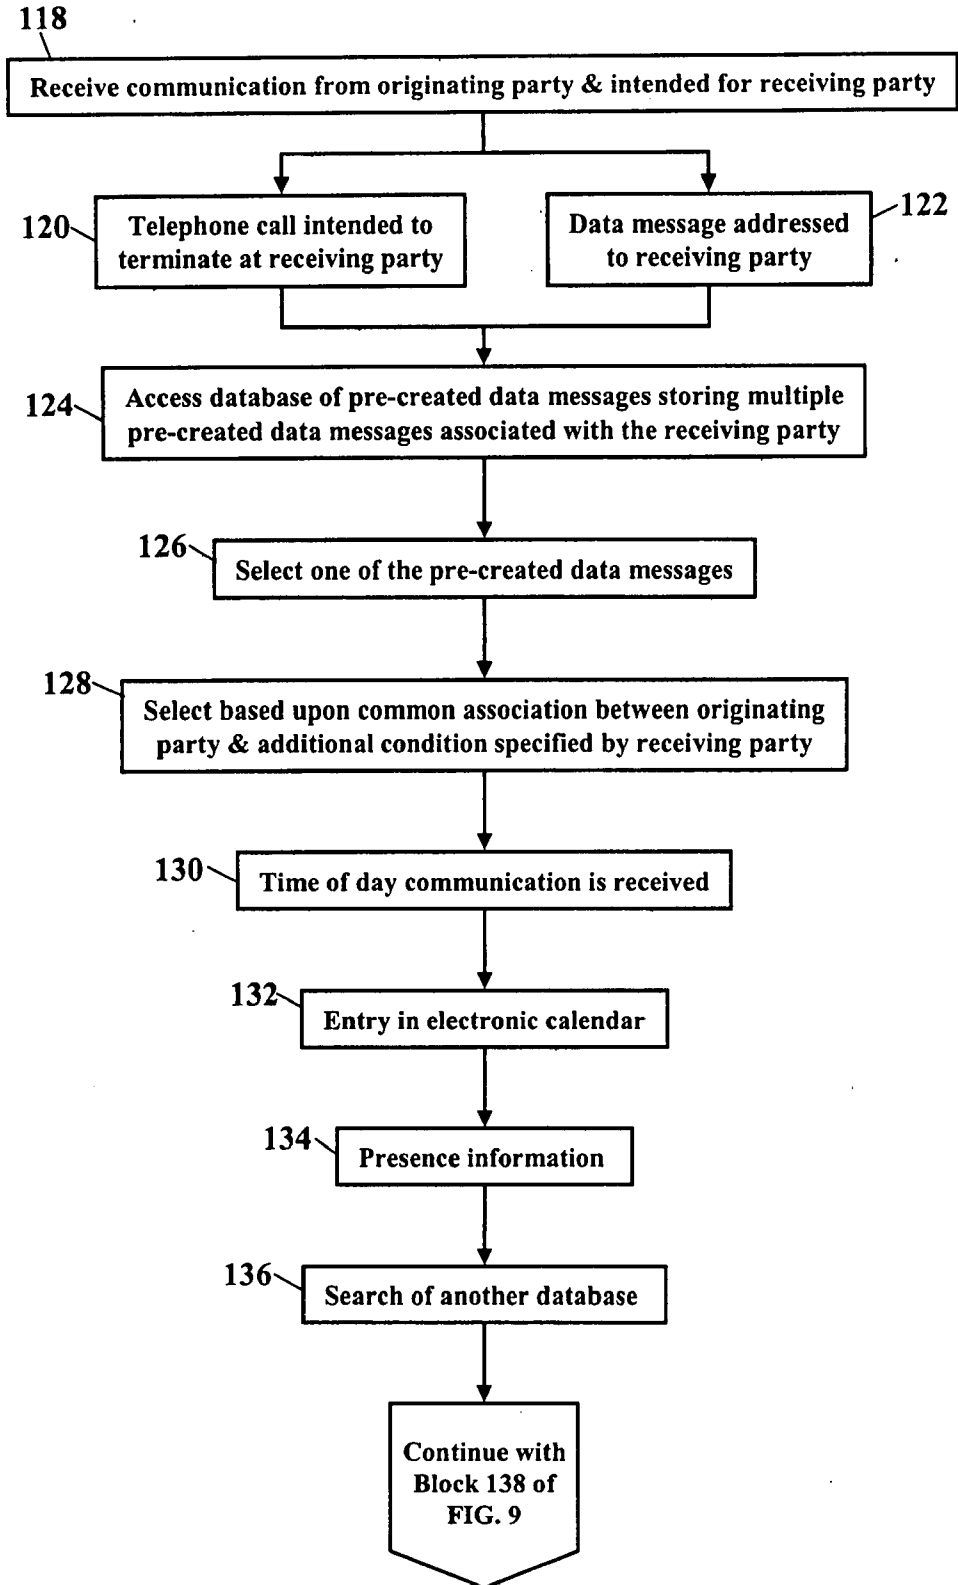 118
Receive communication from originating party & intended for receiving party
120
Telephone call intended to
terminate at receiving party
122
Data message addressed
to receiving party
124
Access database of pre-created data messages storing multiple
pre-created data messages associated with the receiving party
126
Select one of the pre-created data messages
128
Select based upon common association between originating
party & additional condition specified by receiving party
130
Time of day communication is received
132
Entry in electronic calendar
134
Presence information
136
Search of another database
Continue with
Block 138 of
FIG. 9